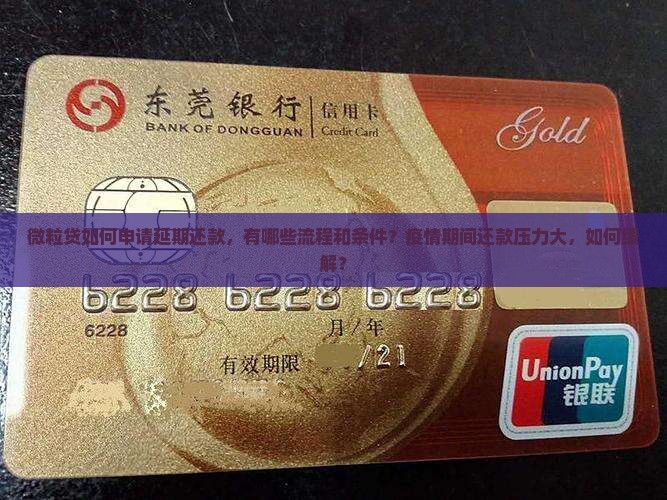 东莞银行 信用卡
BANK OF DONGGUAN Credit Card
Gold
微粒贷如何申请延期还款，有哪些流程和条件？疫情期间还款压力大，如何缓
解？
6228 6228 6228
6228
月/年
有效期限 /21
UnionPay
银联